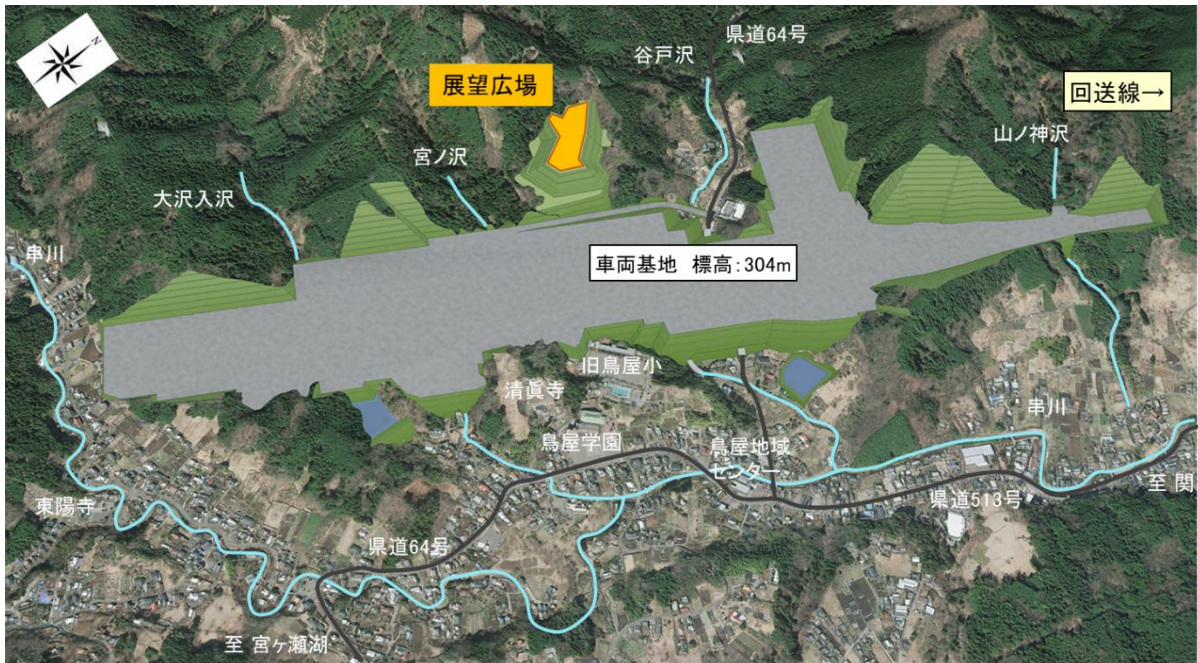 N
県道64号
谷戸沢
展望広場
回送線→
山ノ神沢
宮ノ沢
大沢入沢
串川
車両基地 標高:304m
旧鳥屋小
清眞寺
串川
鳥屋学園
鳥屋地域
センター
至 関
東陽寺
県道513号
県道64号
至 宮ヶ瀬湖